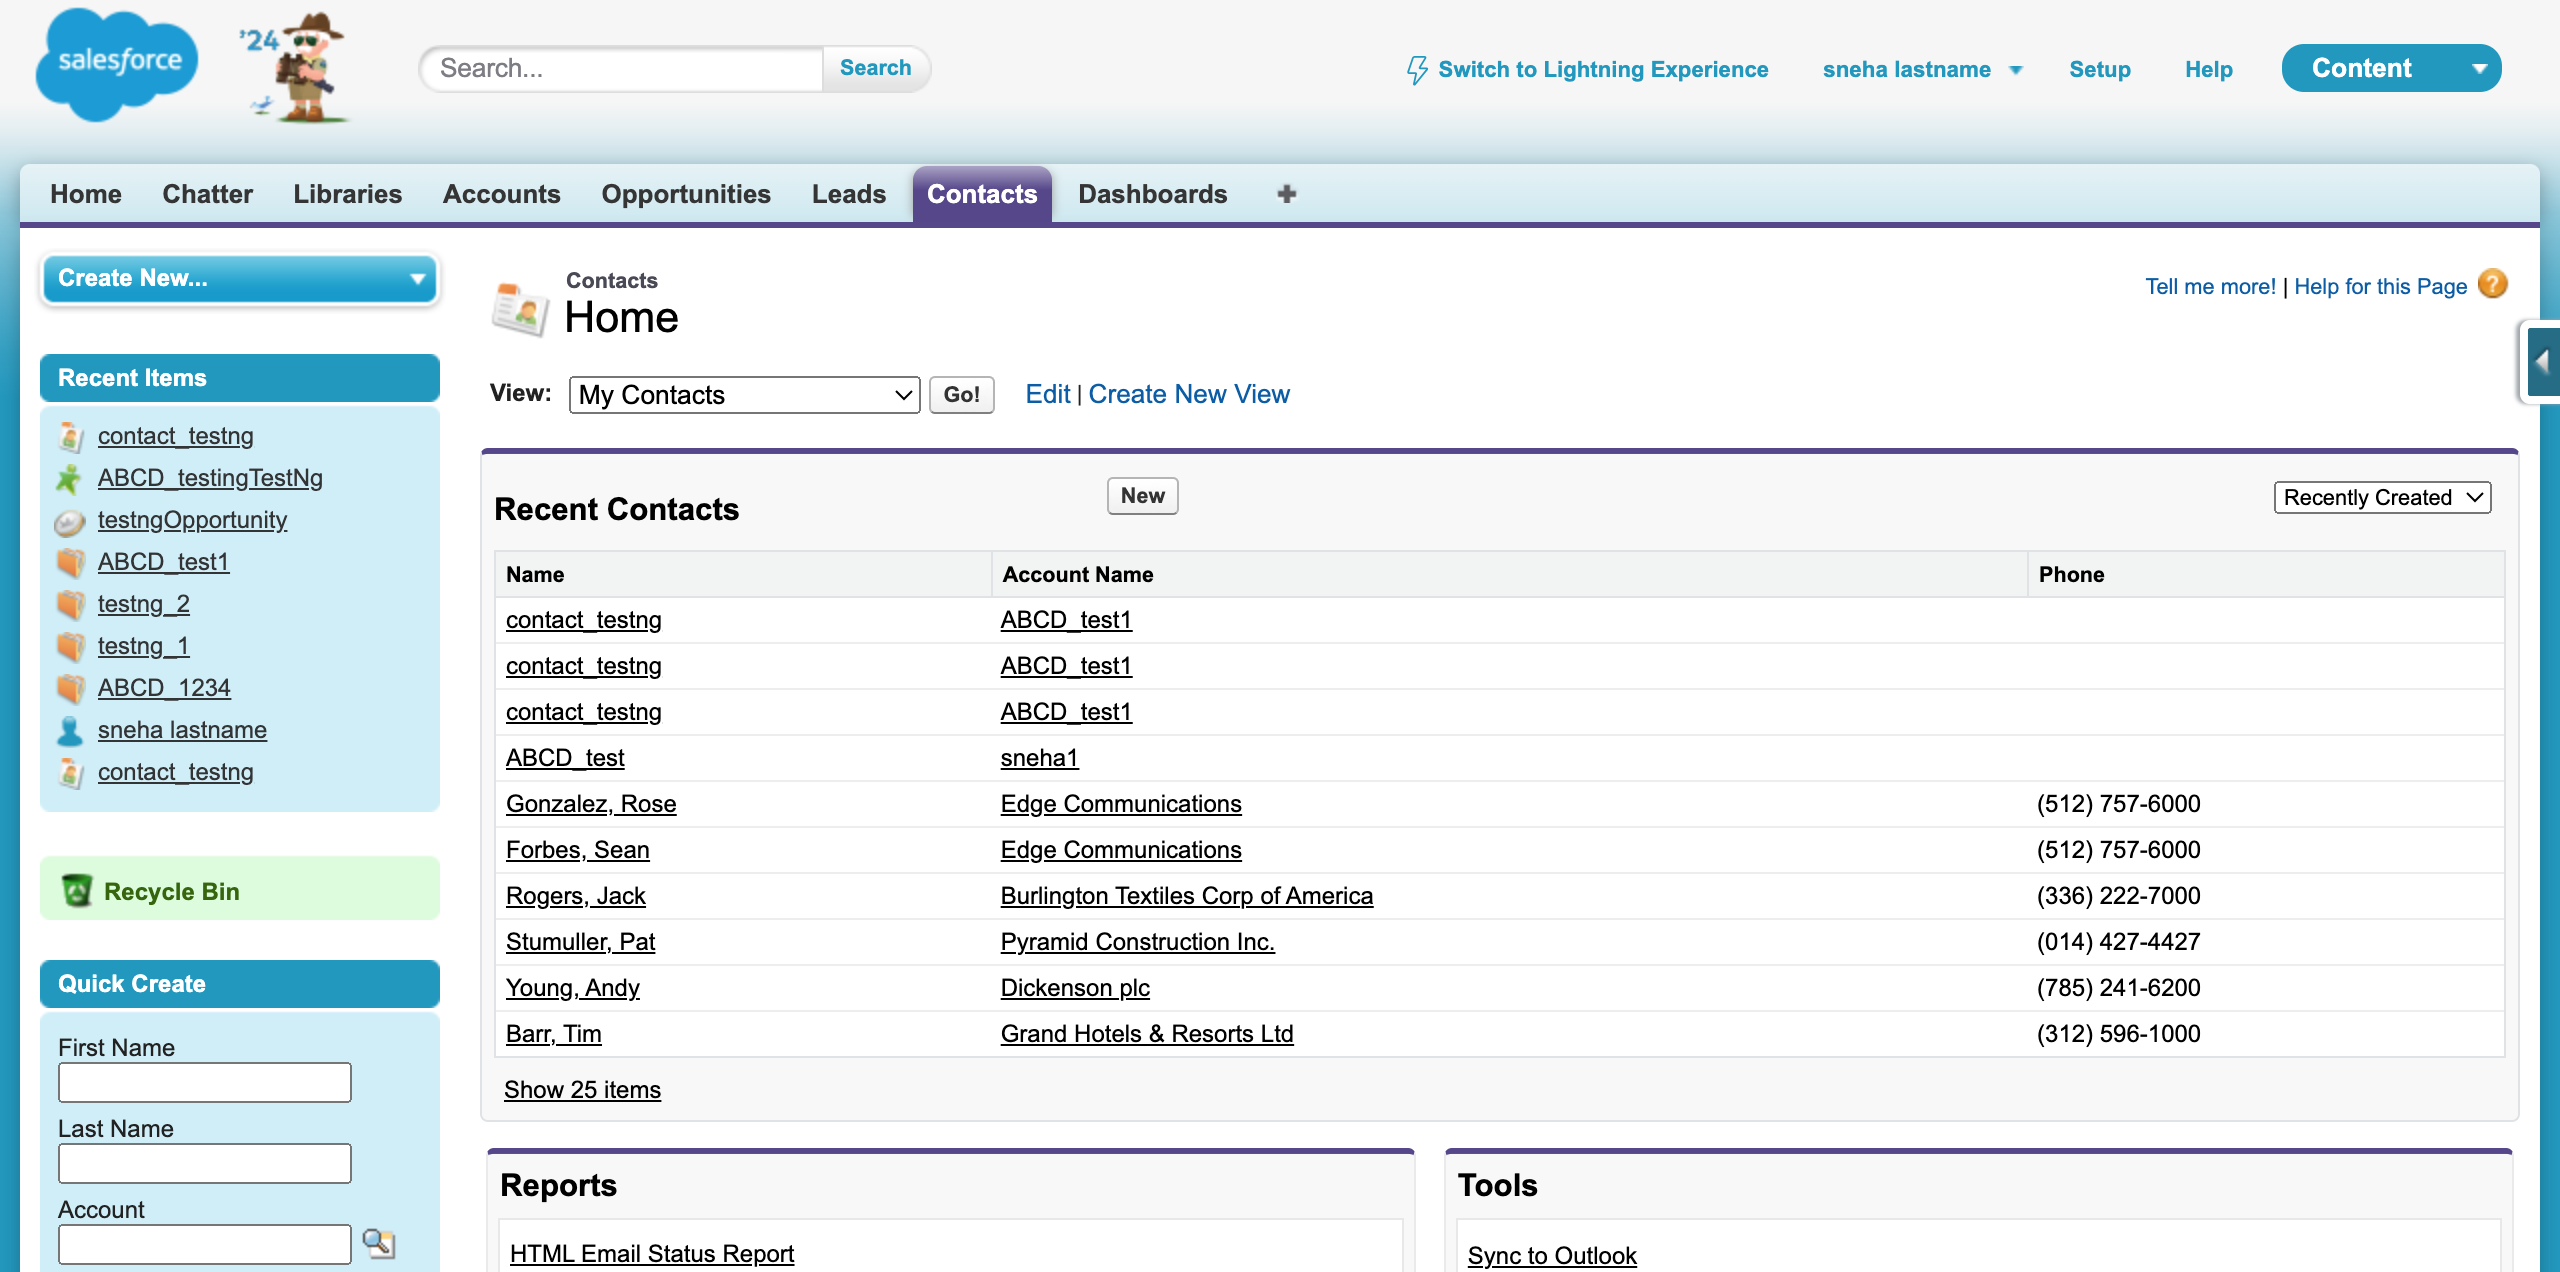 salesforce
'24
Search...
Search
Switch to Lightning Experience
sneha lastname
Setup
Help
Content
Home
Chatter
Libraries
Accounts
Opportunities
Leads
Contacts
Dashboards
+
Create New...
Recent Items
contact_testng
ABCD_testingTestNg
testngOpportunity
ABCD_test1
testng_2
testng_1
ABCD_1234
sneha lastname
contact_testng
Recycle Bin
Quick Create
First Name
Last Name
Account
Contacts
Home
Tell me more! | Help for this Page ?
View: My Contacts Go! Edit | Create New View
Recent Contacts New Recently Created
Name Account Name Phone
contact_testng ABCD_test1
contact_testng ABCD_test1
contact_testng ABCD_test1
ABCD_test sneha1
Gonzalez, Rose Edge Communications (512) 757-6000
Forbes, Sean Edge Communications (512) 757-6000
Rogers, Jack Burlington Textiles Corp of America (336) 222-7000
Stumuller, Pat Pyramid Construction Inc. (014) 427-4427
Young, Andy Dickenson plc (785) 241-6200
Barr, Tim Grand Hotels & Resorts Ltd (312) 596-1000
Show 25 items
Reports
HTML Email Status Report
Tools
Sync to Outlook